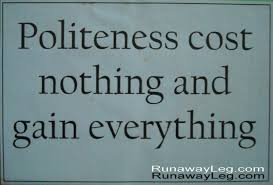 Politeness cost
nothing and
gain everything
RunawayLeg.com
RunawayLeg.com